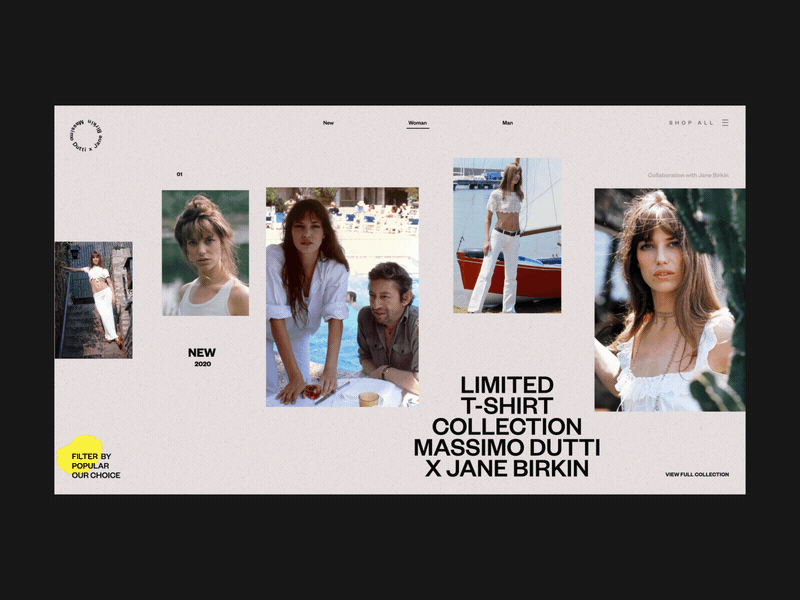 Massimo Dutti x Jane Birkin
New
Woman
Man
SHOP ALL
01
Collaboration with Jane Birkin
NEW
2020
LIMITED
T-SHIRT
COLLECTION
MASSIMO DUTTI
X JANE BIRKIN
FILTER BY
POPULAR
OUR CHOICE
VIEW FULL COLLECTION